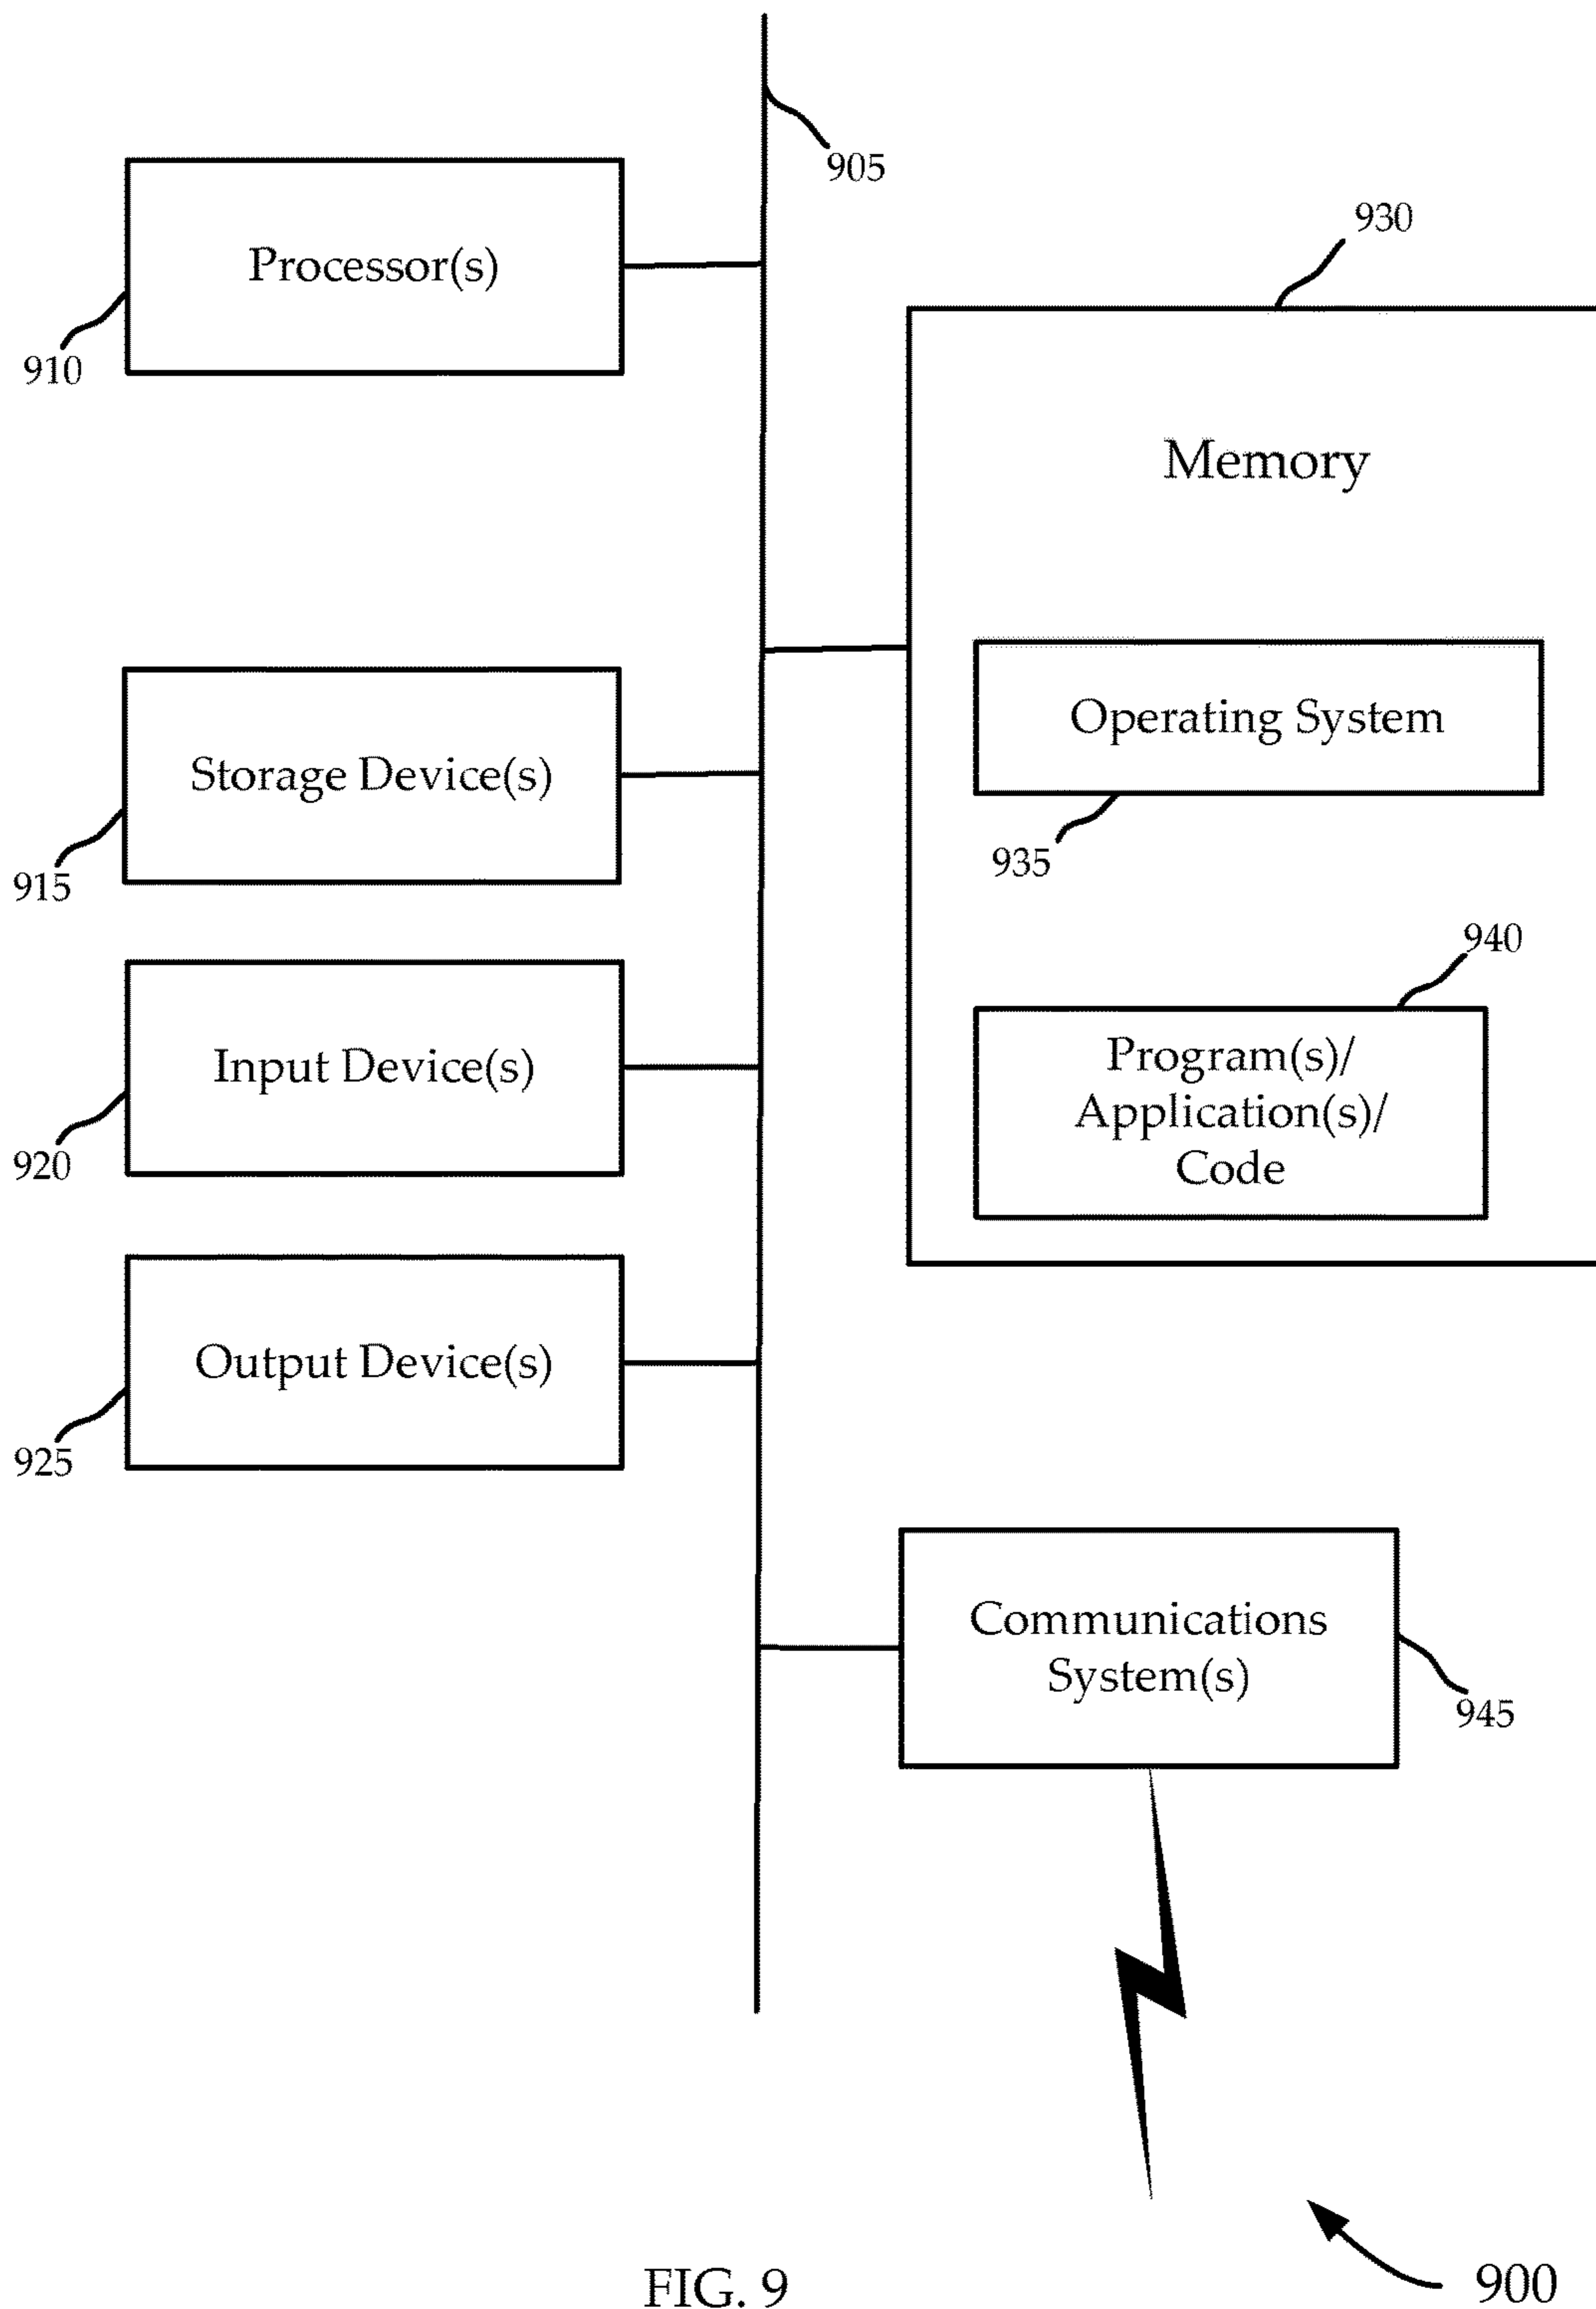 905
930
Processor(s)
910
Memory
Operating System
Storage Device(s)
935
915
940
Program(s)/
Application(s)/
Code
Input Device(s)
920
Output Device(s)
925
Communications
System(s)
945
FIG. 9
900